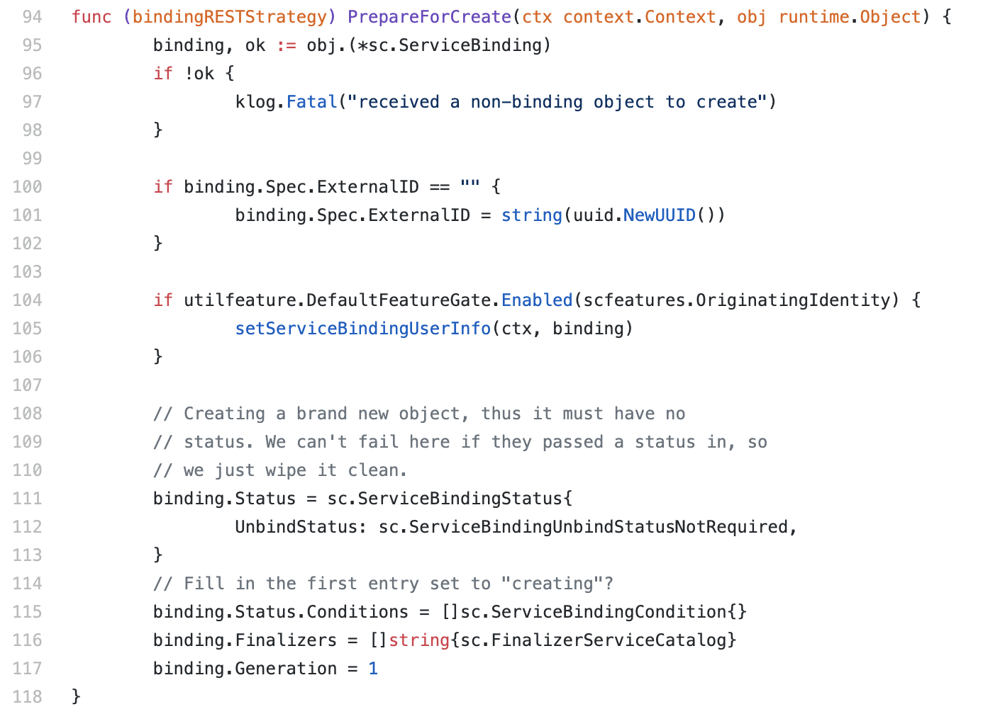 94 func (bindingRESTStrategy) PrepareForCreate(ctx context.Context, obj runtime.Object) {
95         binding, ok := obj.(*sc.ServiceBinding)
96         if !ok {
97                 klog.Fatal("received a non-binding object to create")
98         }
99
100         if binding.Spec.ExternalID == "" {
101                 binding.Spec.ExternalID = string(uuid.NewUUID())
102         }
103
104         if utilfeature.DefaultFeatureGate.Enabled(scfeatures.OriginatingIdentity) {
105                 setServiceBindingUserInfo(ctx, binding)
106         }
107
108         // Creating a brand new object, thus it must have no
109         // status. We can't fail here if they passed a status in, so
110         // we just wipe it clean.
111         binding.Status = sc.ServiceBindingStatus{
112                 UnbindStatus: sc.ServiceBindingUnbindStatusNotRequired,
113         }
114         // Fill in the first entry set to "creating"?
115         binding.Status.Conditions = []sc.ServiceBindingCondition{}
116         binding.Finalizers = []string{sc.FinalizerServiceCatalog}
117         binding.Generation = 1
118 }